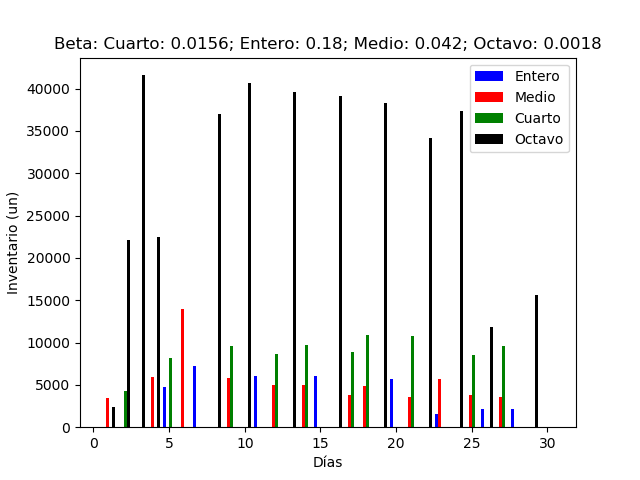 Beta: Cuarto: 0.0156; Entero: 0.18; Medio: 0.042; Octavo: 0.0018
Entero
Medio
Cuarto
Octavo
40000
35000
30000
25000
20000
15000
10000
5000
0
Inventario (un)
0 5 10 15 20 25 30
Días